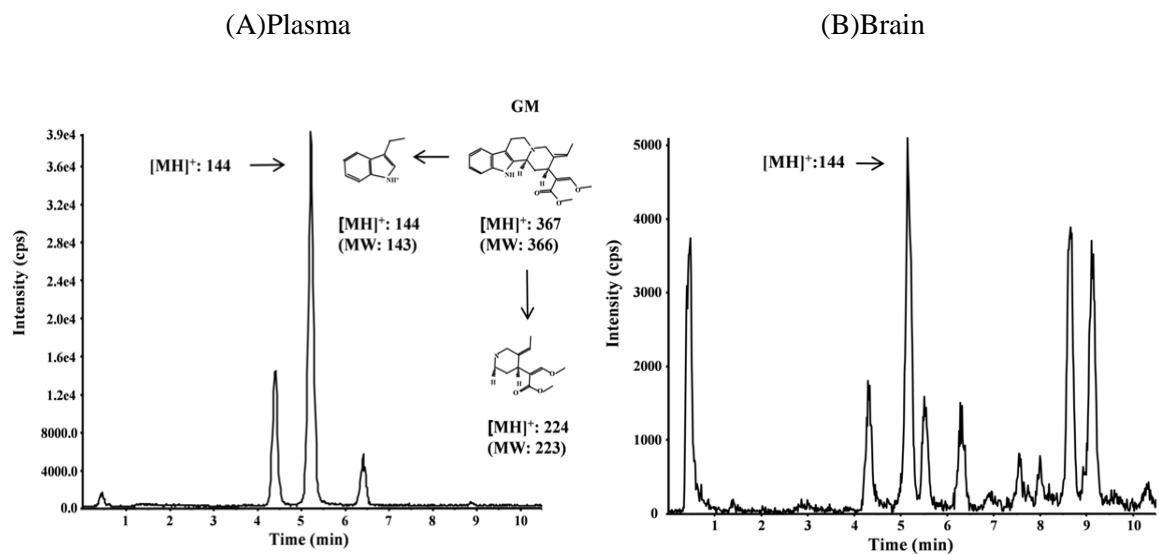 (A)Plasma
(B)Brain
GM
[MH]⁺: 144
NH⁺
[MH]⁺: 144
(MW: 143)
N
NH
H
H
O
O
O
[MH]⁺: 367
(MW: 366)
N
H
H
O
O
O
[MH]⁺: 224
(MW: 223)
Intensity (cps)
3.9e4
3.6e4
3.2e4
2.8e4
2.4e4
2.0e4
1.6e4
1.2e4
8000.0
4000.0
0.0
1 2 3 4 5 6 7 8 9 10
Time (min)
[MH]⁺:144
Intensity (cps)
5000
4000
3000
2000
1000
0
1 2 3 4 5 6 7 8 9 10
Time (min)